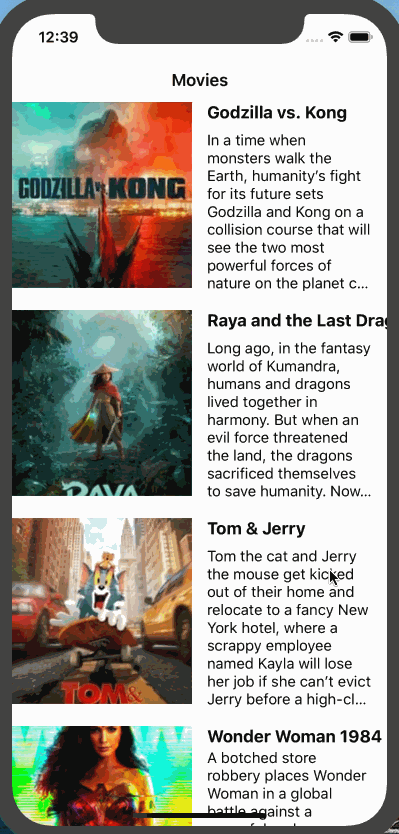 12:39
Movies
GODZILLA vs. KONG
Godzilla vs. Kong
In a time when
monsters walk the
Earth, humanity's fight
for its future sets
Godzilla and Kong on a
collision course that will
see the two most
powerful forces of
nature on the planet c...
RAYA
Raya and the Last Drag
Long ago, in the fantasy
world of Kumandra,
humans and dragons
lived together in
harmony. But when an
evil force threatened
the land, the dragons
sacrificed themselves
to save humanity. Now...
TOM&
Tom & Jerry
Tom the cat and Jerry
the mouse get kicked
out of their home and
relocate to a fancy New
York hotel, where a
scrappy employee
named Kayla will lose
her job if she can't evict
Jerry before a high-cl...
Wonder Woman 1984
A botched store
robbery places Wonder
Woman in a global
battle against a